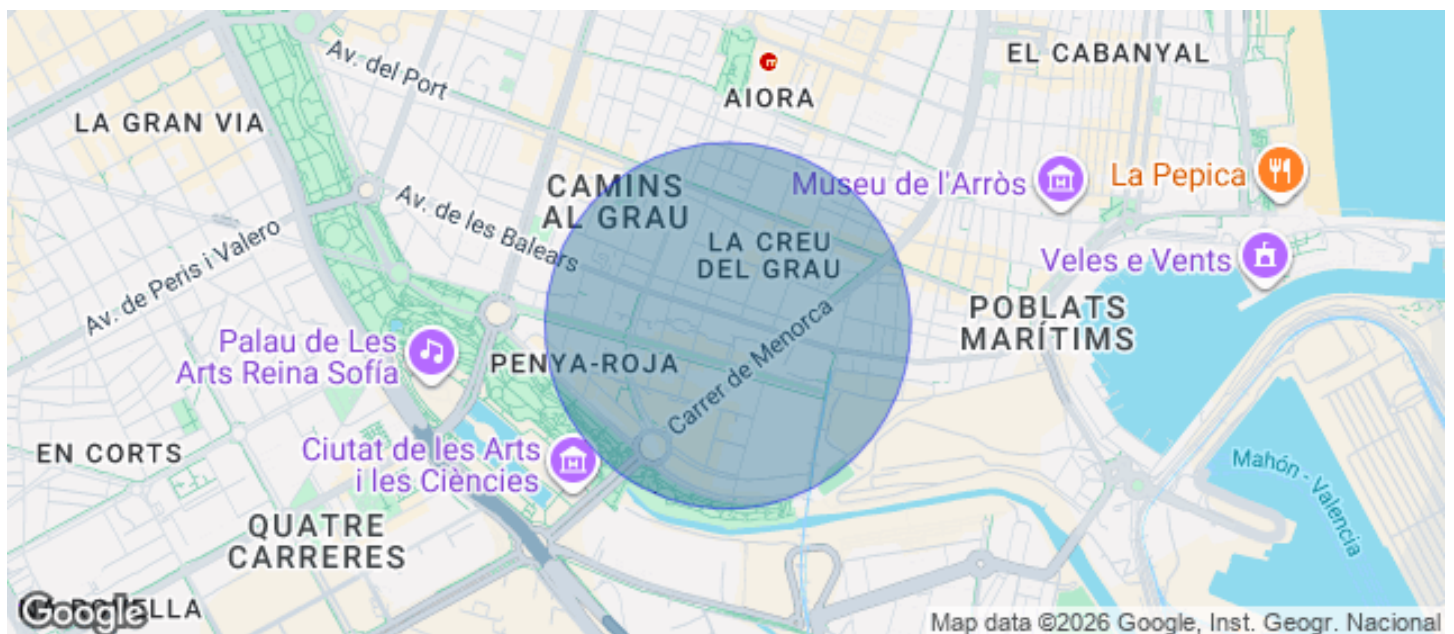 Av. del Port
EL CABANYAL
AIORA
LA GRAN VIA
CAMINS
AL GRAU
Museu de l'Arròs
La Pepica
Av. de les Balears
LA CREU
DEL GRAU
Av. de Peris i Valero
Veles e Vents
POBLATS
MARÍTIMS
Palau de Les
Arts Reina Sofía
PENYA-ROJA
Carrer de Menorca
EN CORTS
Ciutat de les Arts
i les Ciències
Mahón - Valencia
QUATRE
CARRERES
Google
Map data ©2026 Google, Inst. Geogr. Nacional